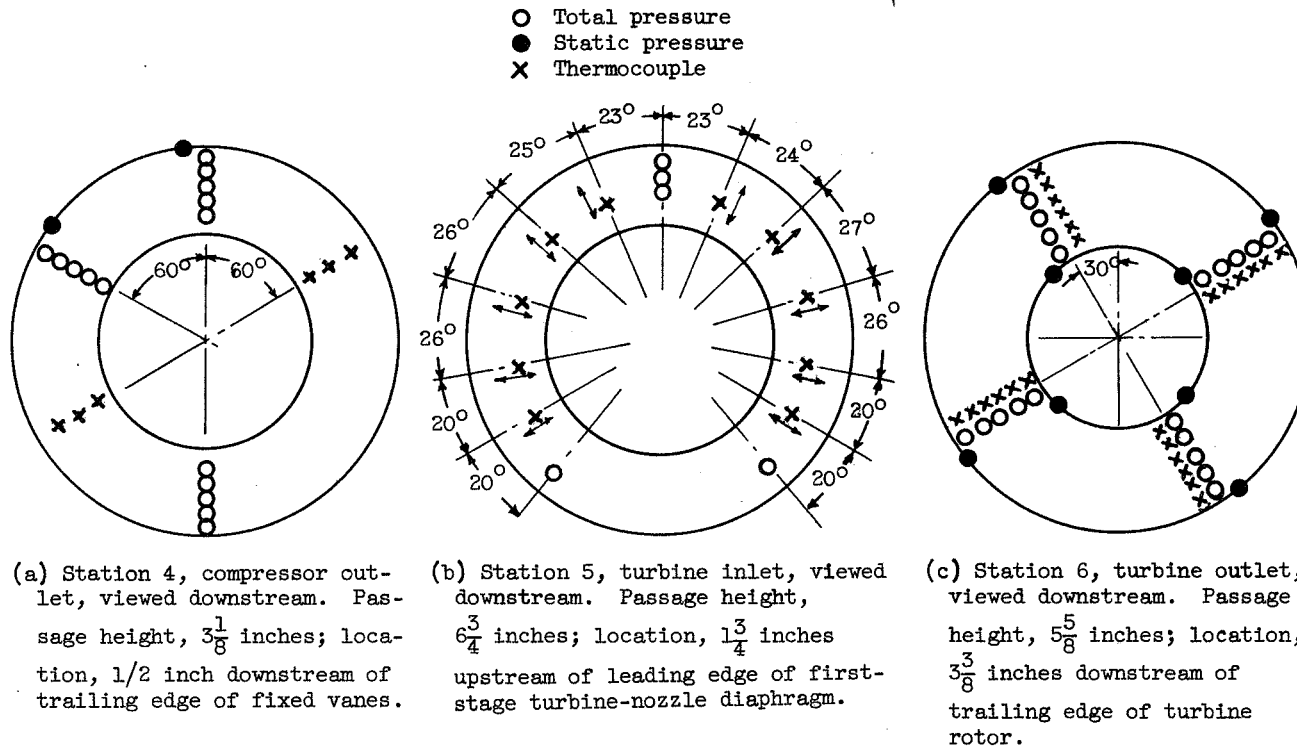 Total pressure
Static pressure
Thermocouple
60° 60°
23° 23°
25° 24°
26° 27°
26° 26°
20° 20°
20° 20°
30°
(a) Station 4, compressor out-
let, viewed downstream. Pas-
sage height, 3 1/8 inches; loca-
tion, 1/2 inch downstream of
trailing edge of fixed vanes.
(b) Station 5, turbine inlet, viewed
downstream. Passage height,
6 3/4 inches; location, 1 3/4 inches
upstream of leading edge of first-
stage turbine-nozzle diaphragm.
(c) Station 6, turbine outlet,
viewed downstream. Passage
height, 5 5/8 inches; location,
3 3/8 inches downstream of
trailing edge of turbine
rotor.